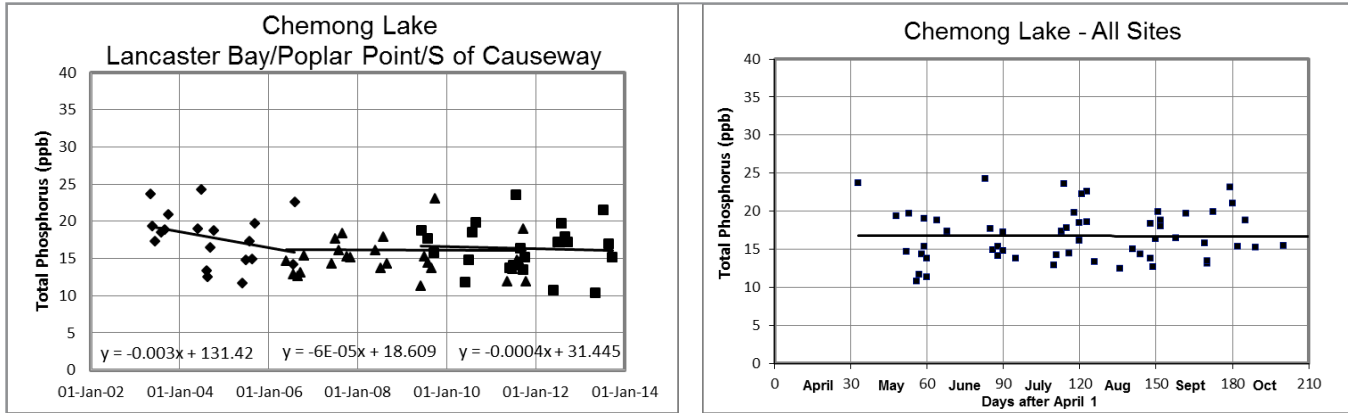 Chemong Lake
Lancaster Bay/Poplar Point/S of Causeway
Total Phosphorus (ppb)
40
35
30
25
20
15
10
5
0
y = -0.003x + 131.42 y = -6E-05x + 18.609 y = -0.0004x + 31.445
01-Jan-02 01-Jan-04 01-Jan-06 01-Jan-08 01-Jan-10 01-Jan-12 01-Jan-14
Chemong Lake - All Sites
Total Phosphorus (ppb)
40
35
30
25
20
15
10
5
0
0 April 30 May 60 June 90 July 120 Aug 150 Sept 180 Oct 210
Days after April 1